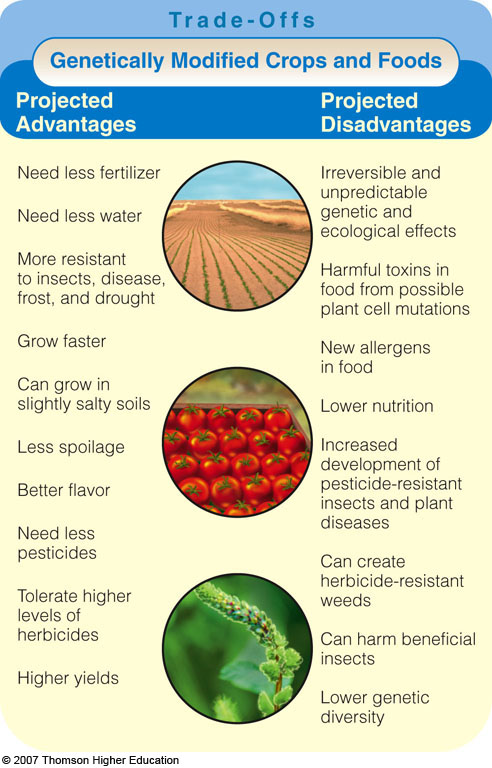 Trade-Offs
Genetically Modified Crops and Foods
Projected
Advantages
Need less fertilizer
Need less water
More resistant
to insects, disease,
frost, and drought
Grow faster
Can grow in
slightly salty soils
Less spoilage
Better flavor
Need less
pesticides
Tolerate higher
levels of
herbicides
Higher yields
Projected
Disadvantages
Irreversible and
unpredictable
genetic and
ecological effects
Harmful toxins in
food from possible
plant cell mutations
New allergens
in food
Lower nutrition
Increased
development of
pesticide-resistant
insects and plant
diseases
Can create
herbicide-resistant
weeds
Can harm beneficial
insects
Lower genetic
diversity
© 2007 Thomson Higher Education